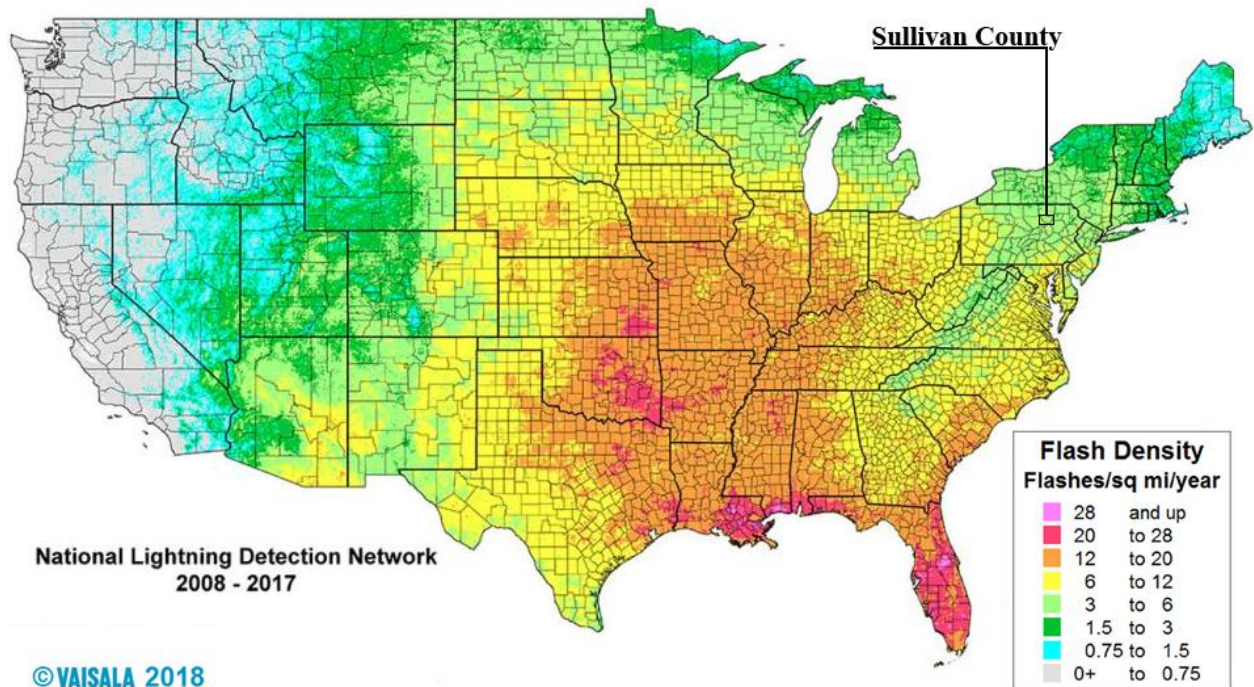 Sullivan County
Flash Density
Flashes/sq mi/year
28 and up
20 to 28
12 to 20
6 to 12
3 to 6
1.5 to 3
0.75 to 1.5
0+ to 0.75
National Lightning Detection Network
2008 - 2017
© VAISALA 2018